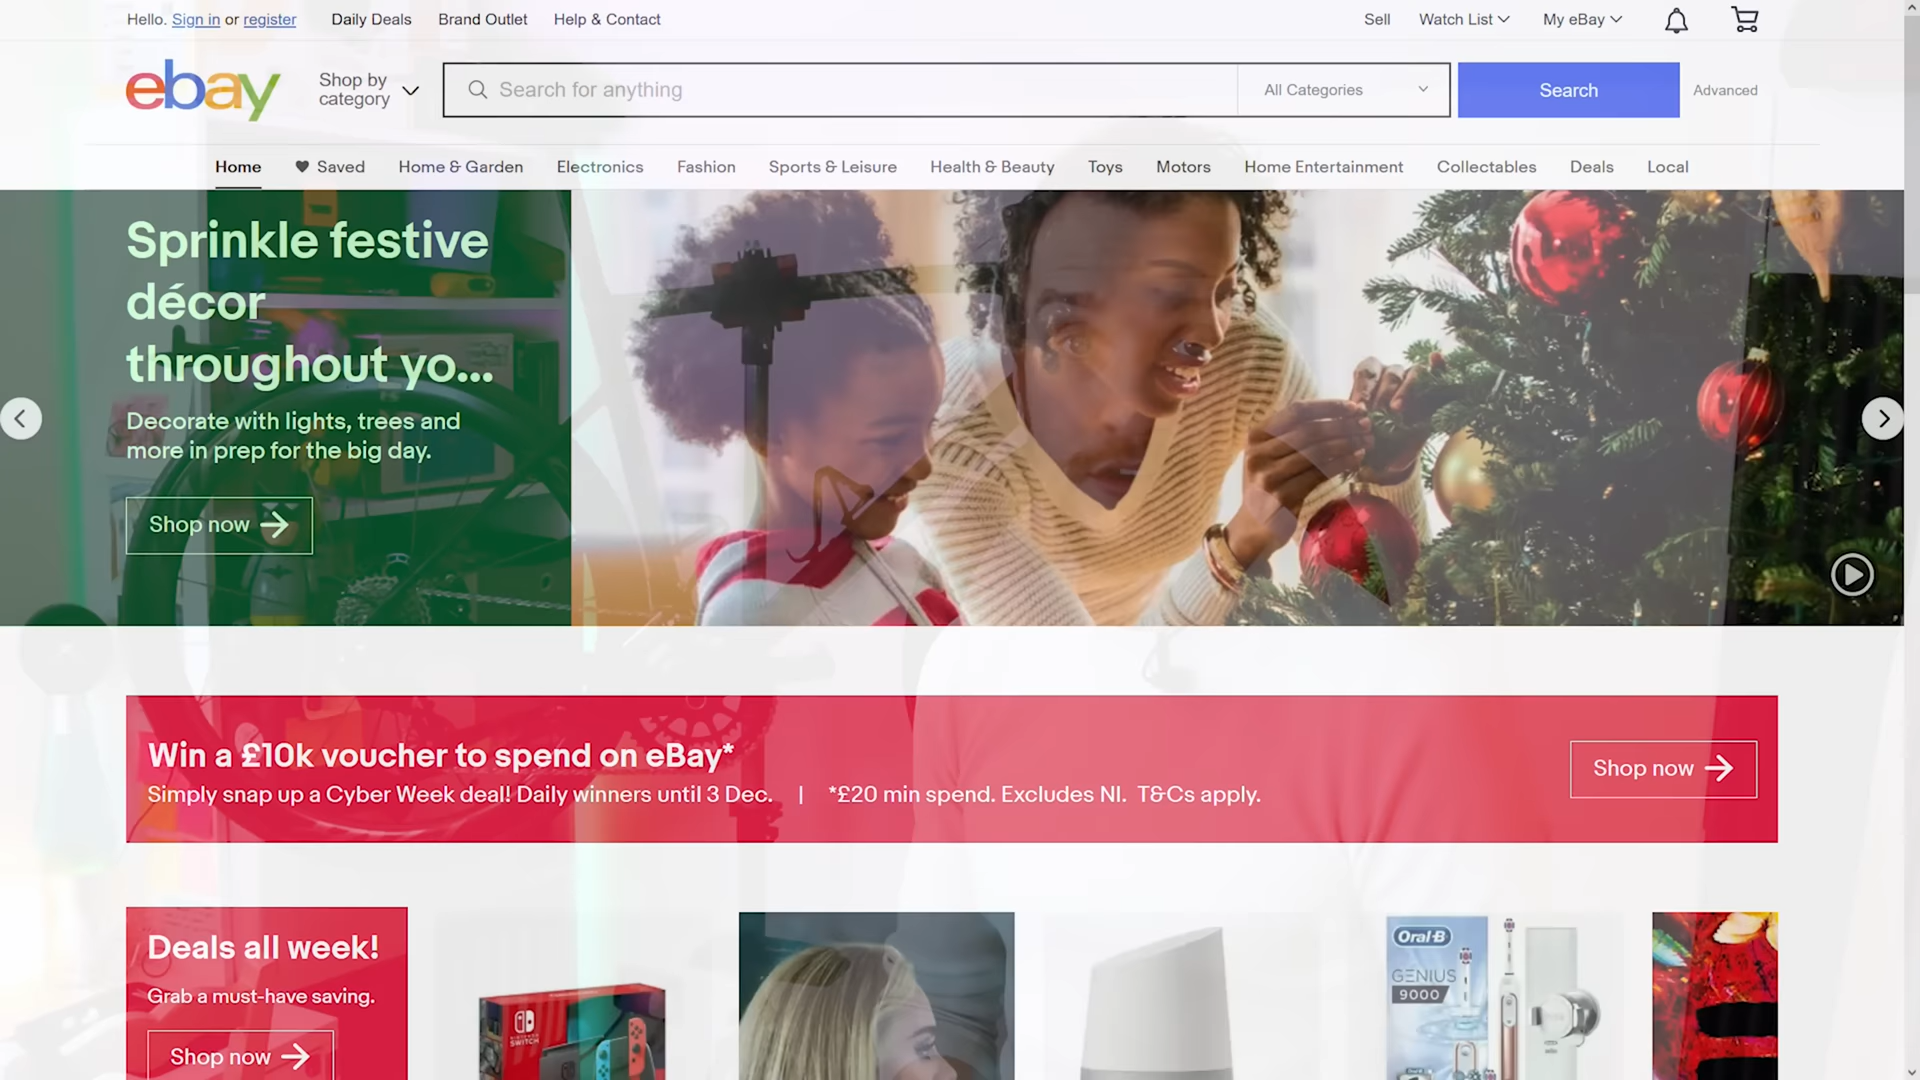 Hello. Sign in or register
Daily Deals
Brand Outlet
Help & Contact
Sell
Watch List
My eBay
ebay
Shop by
category
Search for anything
All Categories
Search
Advanced
Home
Saved
Home & Garden
Electronics
Fashion
Sports & Leisure
Health & Beauty
Toys
Motors
Home Entertainment
Collectables
Deals
Local
Sprinkle festive
décor
throughout yo...
Decorate with lights, trees and
more in prep for the big day.
Shop now
Win a £10k voucher to spend on eBay*
Simply snap up a Cyber Week deal! Daily winners until 3 Dec. | *£20 min spend. Excludes NI. T&Cs apply.
Shop now
Deals all week!
Grab a must-have saving.
Shop now
NINTENDO
SWITCH
Oral-B
GENIUS
9000